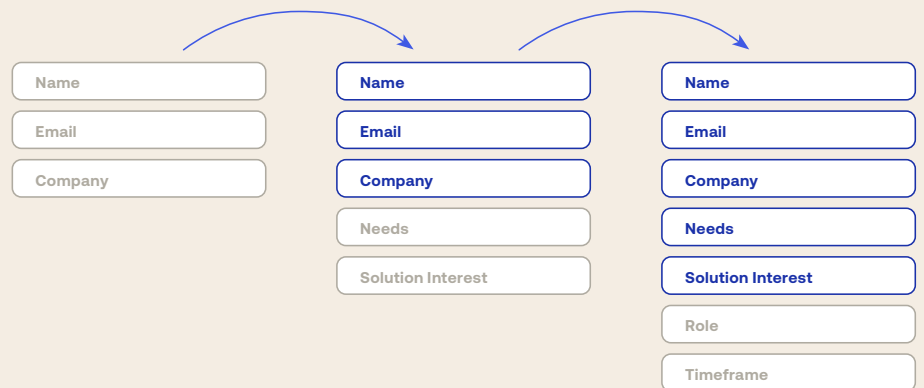 Name
Email
Company
Name
Email
Company
Needs
Solution Interest
Name
Email
Company
Needs
Solution Interest
Role
Timeframe